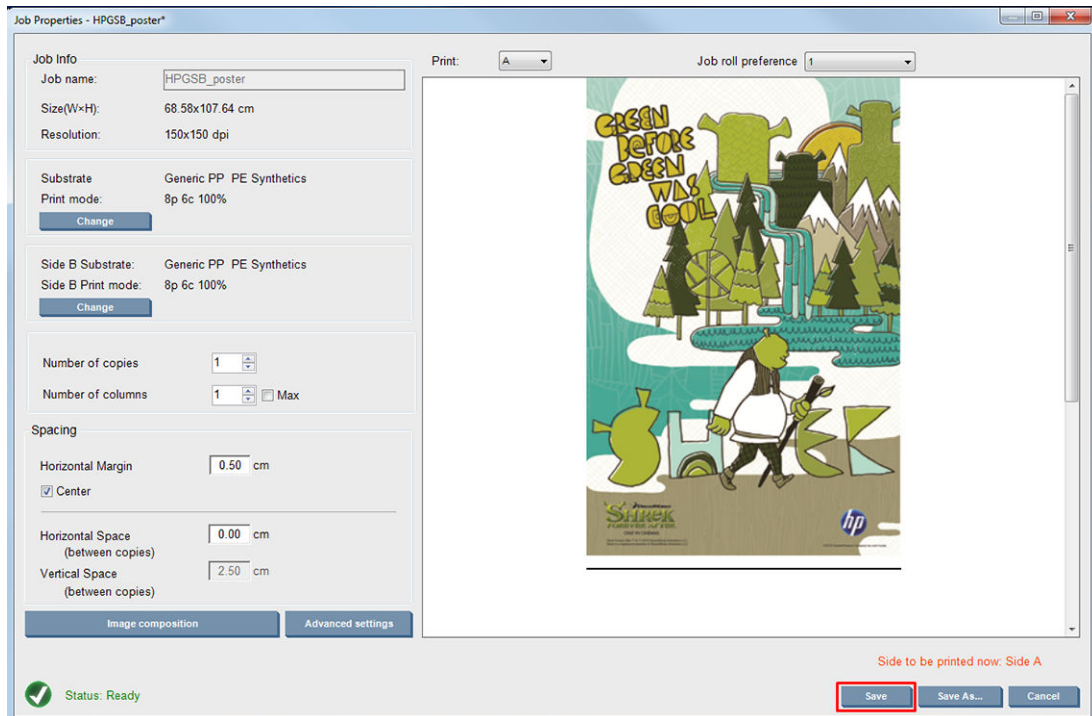 Job Properties - HPGSB_poster*
Job Info
Job name: HPGSB_poster
Size(W×H): 68.58x107.64 cm
Resolution: 150x150 dpi
Substrate Generic PP PE Synthetics
Print mode: 8p 6c 100%
Change
Side B Substrate: Generic PP PE Synthetics
Side B Print mode: 8p 6c 100%
Change
Number of copies 1
Number of columns 1 Max
Spacing
Horizontal Margin 0.50 cm
Center
Horizontal Space 0.00 cm
(between copies)
Vertical Space 2.50 cm
(between copies)
Image composition Advanced settings
Status: Ready
Print: A Job roll preference 1
GREEN
BEFORE
GREEN
WAS
COOL
SHREK
SHREK
FOREVER AFTER
hp
Side to be printed now: Side A
Save Save As... Cancel